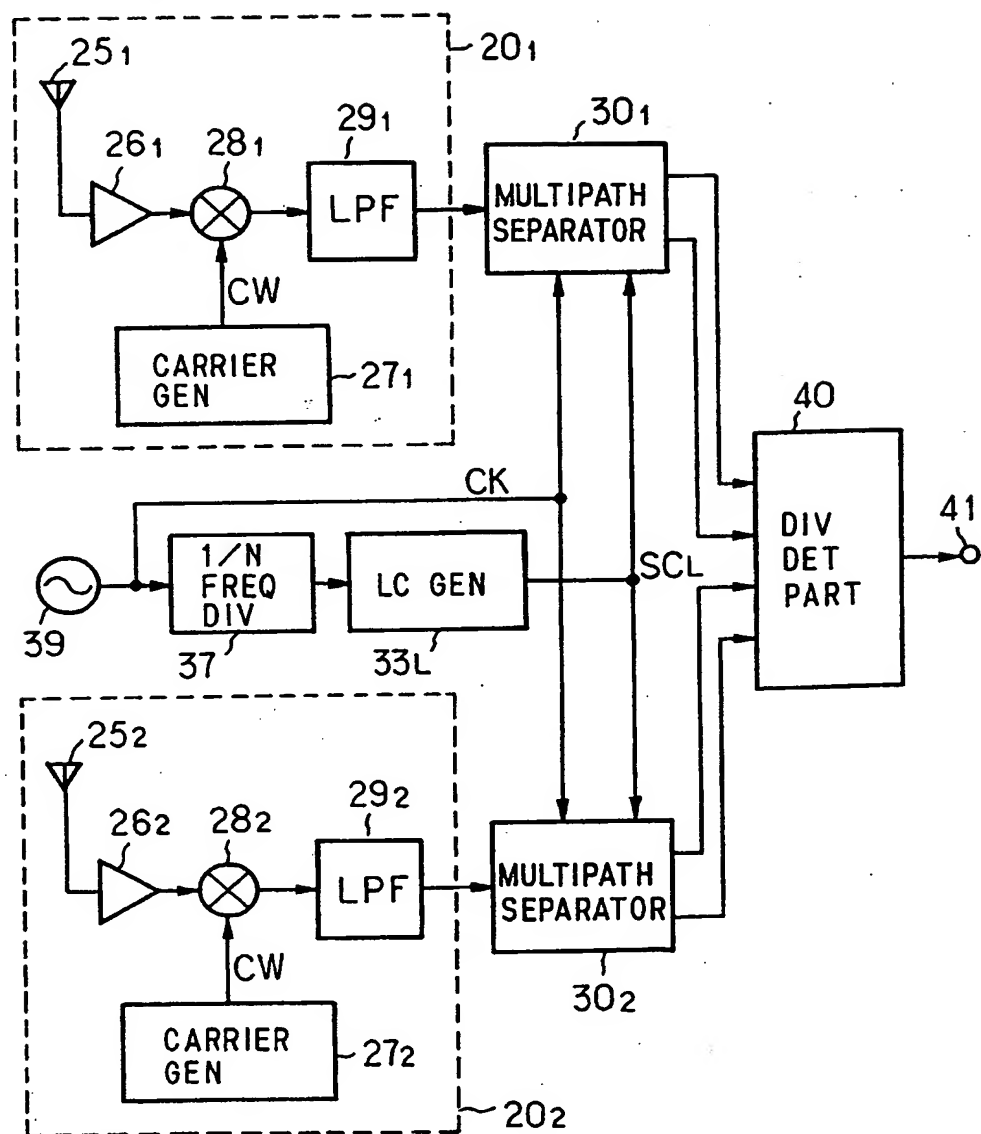 25₁
20₁
26₁
28₁
29₁
LPF
30₁
MULTIPATH
SEPARATOR
CW
CARRIER
GEN
27₁
40
CK
39
1/N
FREQ
DIV
37
LC GEN
33L
SCL
DIV
DET
PART
41
25₂
26₂
28₂
29₂
LPF
MULTIPATH
SEPARATOR
30₂
CW
CARRIER
GEN
27₂
20₂